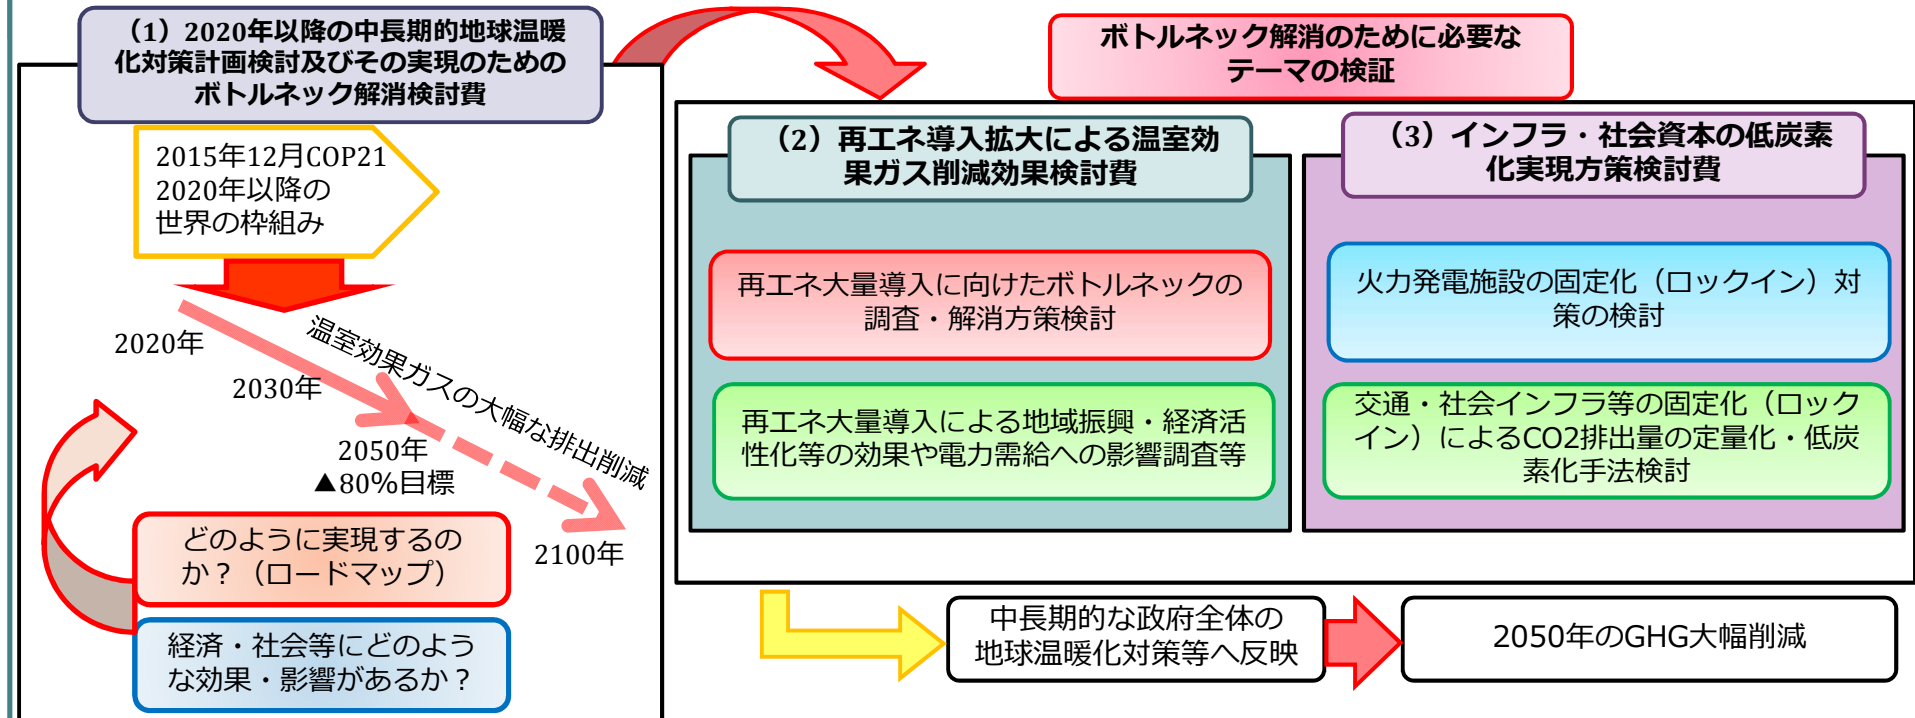 （1）2020年以降の中長期的地球温暖
化対策計画検討及びその実現のための
ボトルネック解消検討費
2015年12月COP21
2020年以降の
世界の枠組み
2020年
2030年
2050年
▲80%目標
2100年
温室効果ガスの大幅な排出削減
どのように実現するの
か？（ロードマップ）
経済・社会等にどのよう
な効果・影響があるか？
ボトルネック解消のために必要な
テーマの検証
（2）再エネ導入拡大による温室効
果ガス削減効果検討費
再エネ大量導入に向けたボトルネックの
調査・解消方策検討
再エネ大量導入による地域振興・経済活
性化等の効果や電力需給への影響調査等
（3）インフラ・社会資本の低炭素
化実現方策検討費
火力発電施設の固定化（ロックイン）対
策の検討
交通・社会インフラ等の固定化（ロック
イン）によるCO2排出量の定量化・低炭
素化手法検討
中長期的な政府全体の
地球温暖化対策等へ反映
2050年のGHG大幅削減